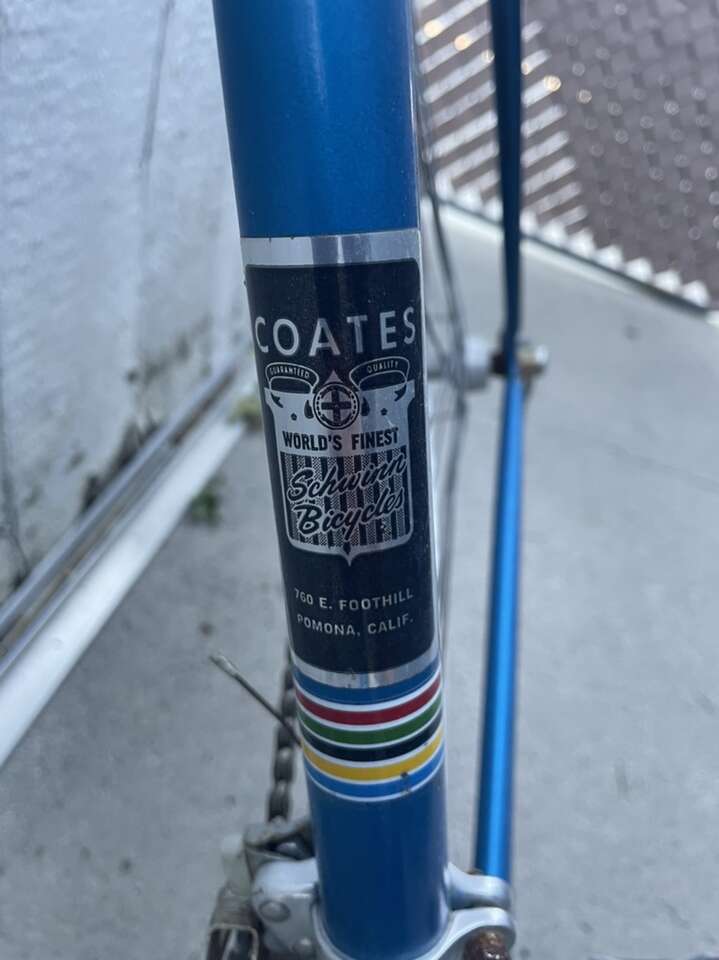 COATES
GUARANTEED QUALITY
WORLD'S FINEST
Schwinn
Bicycles
760 E. FOOTHILL
POMONA, CALIF.